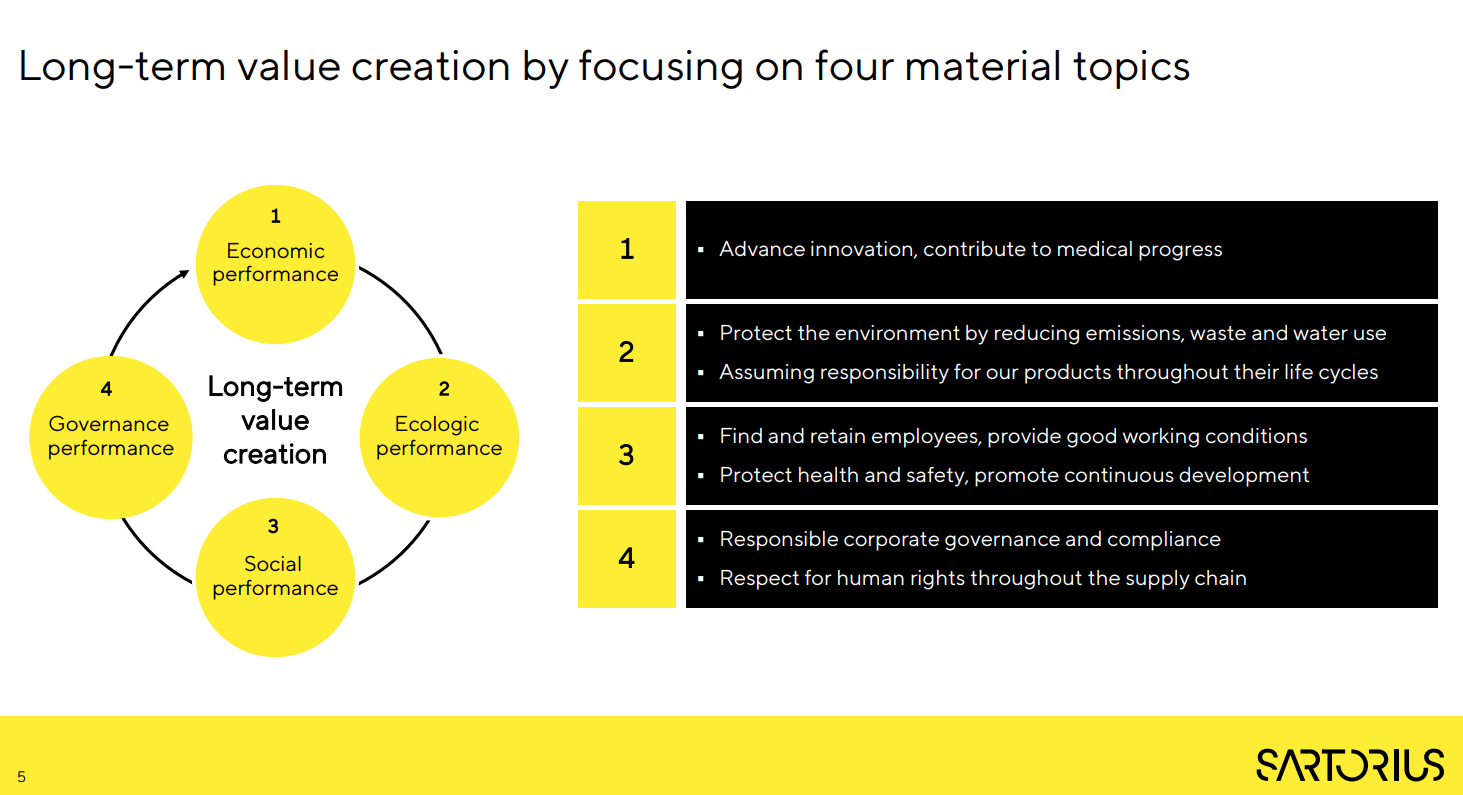 Long-term value creation by focusing on four material topics
1
Economic
performance
4
Governance
performance
Long-term
value
creation
2
Ecologic
performance
3
Social
performance
1
▪ Advance innovation, contribute to medical progress
2
▪ Protect the environment by reducing emissions, waste and water use
▪ Assuming responsibility for our products throughout their life cycles
3
▪ Find and retain employees, provide good working conditions
▪ Protect health and safety, promote continuous development
4
▪ Responsible corporate governance and compliance
▪ Respect for human rights throughout the supply chain
5
SARTORIUS